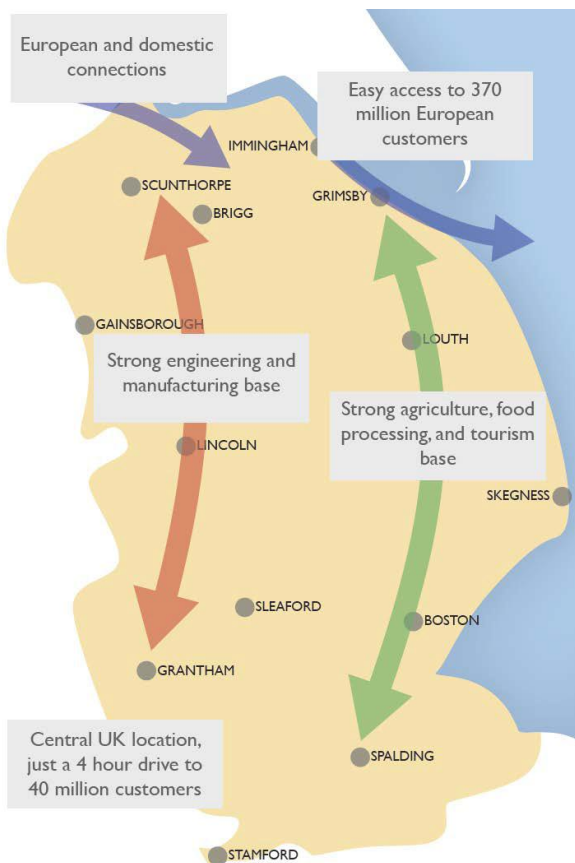 European and domestic
connections
Easy access to 370
million European
customers
IMMINGHAM
SCUNTHORPE
GRIMSBY
BRIGG
GAINSBOROUGH
LOUTH
Strong engineering and
manufacturing base
Strong agriculture, food
processing, and tourism
base
LINCOLN
SKEGNESS
SLEAFORD
BOSTON
GRANTHAM
Central UK location,
just a 4 hour drive to
40 million customers
SPALDING
STAMFORD